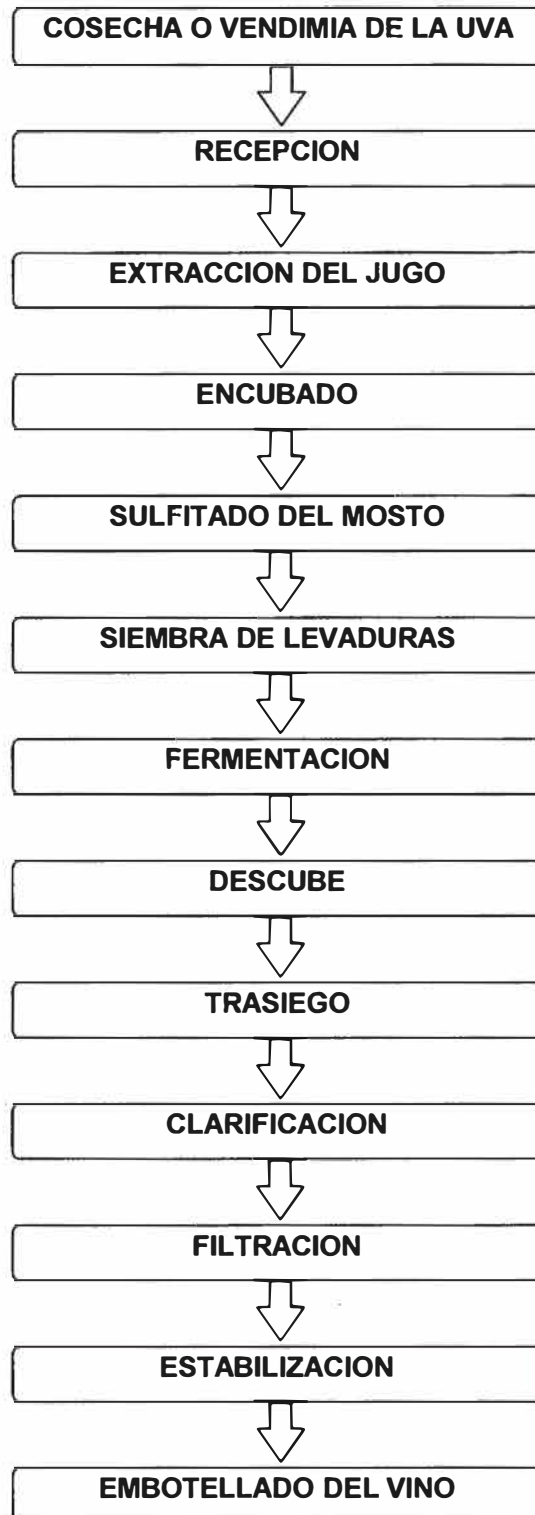 COSECHA O VENDIMIA DE LA UVA
RECEPCION
EXTRACCION DEL JUGO
ENCUBADO
SULFITADO DEL MOSTO
SIEMBRA DE LEVADURAS
FERMENTACION
DESCUBE
TRASIEGO
CLARIFICACION
FILTRACION
ESTABILIZACION
EMBOTELLADO DEL VINO